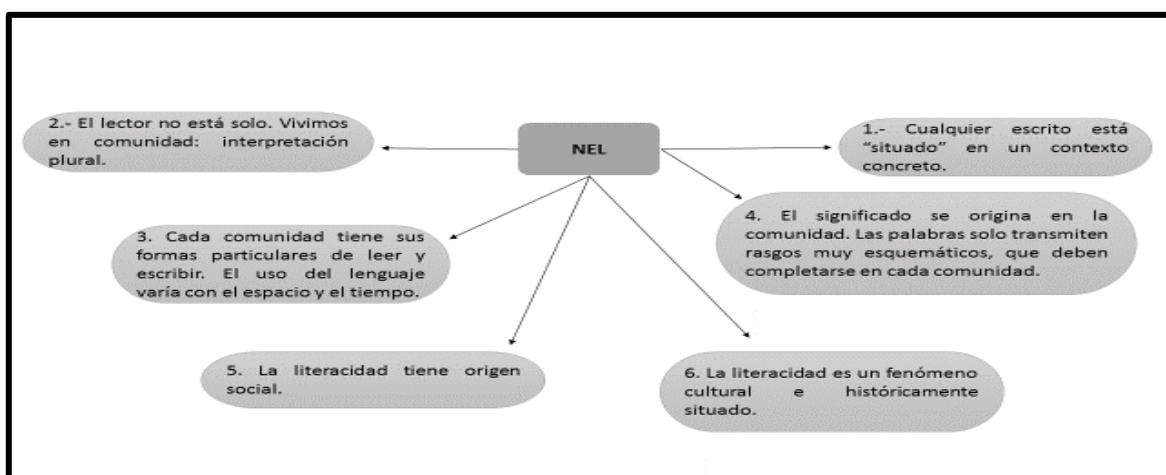 NEL
1.- Cualquier escrito está
“situado” en un contexto
concreto.
2.- El lector no está solo. Vivimos
en comunidad: interpretación
plural.
3. Cada comunidad tiene sus
formas particulares de leer y
escribir. El uso del lenguaje
varía con el espacio y el tiempo.
4. El significado se origina en la
comunidad. Las palabras solo transmiten
rasgos muy esquemáticos, que deben
completarse en cada comunidad.
5. La literacidad tiene origen
social.
6. La literacidad es un fenómeno
cultural e históricamente
situado.